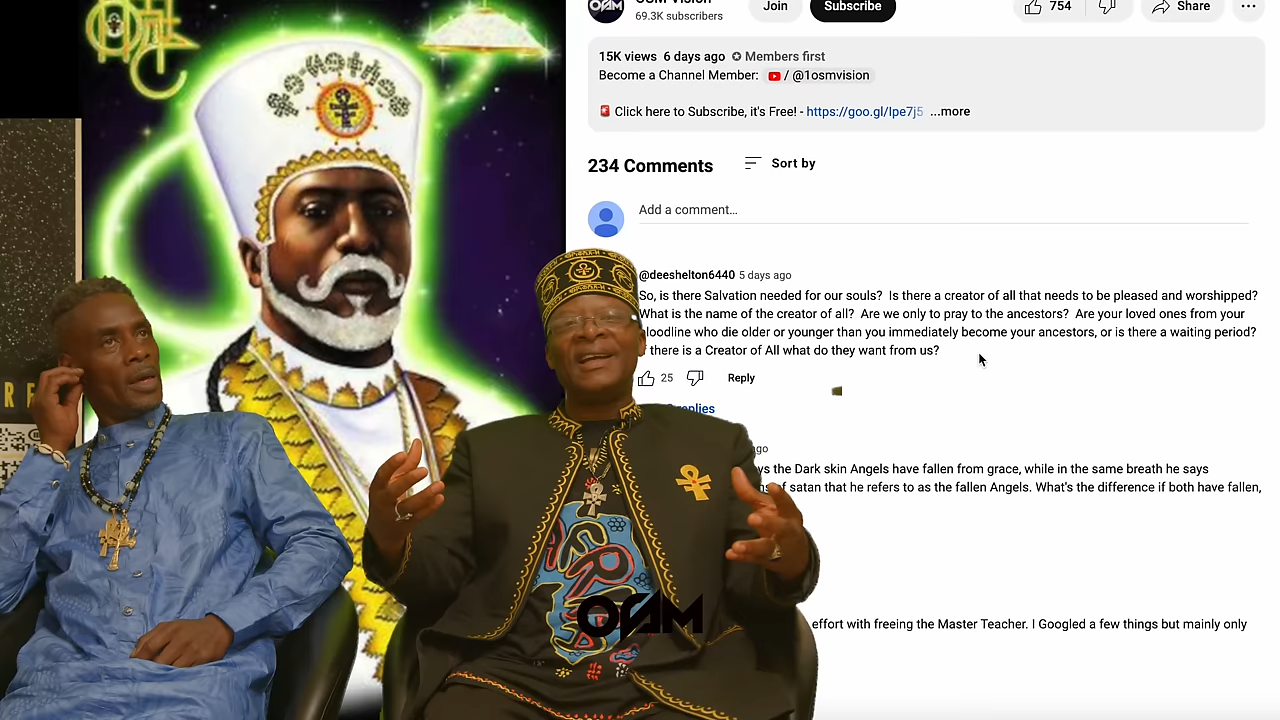 OSM
69.3K subscribers
Join
Subscribe
754
Share
15K views 6 days ago Members first
Become a Channel Member: / @1osmvision
Click here to Subscribe, it's Free! - https://goo.gl/Ipe7j5 ...more
234 Comments
Sort by
Add a comment…
@deeshelton6440 5 days ago
So, is there Salvation needed for our souls? Is there a creator of all that needs to be pleased and worshipped?
What is the name of the creator of all? Are we only to pray to the ancestors? Are your loved ones from your
bloodline who die older or younger than you immediately become your ancestors, or is there a waiting period?
there is a Creator of All what do they want from us?
25
Reply
replies
ago
the Dark skin Angels have fallen from grace, while in the same breath he says
of satan that he refers to as the fallen Angels. What's the difference if both have fallen,
effort with freeing the Master Teacher. I Googled a few things but mainly only
OSM